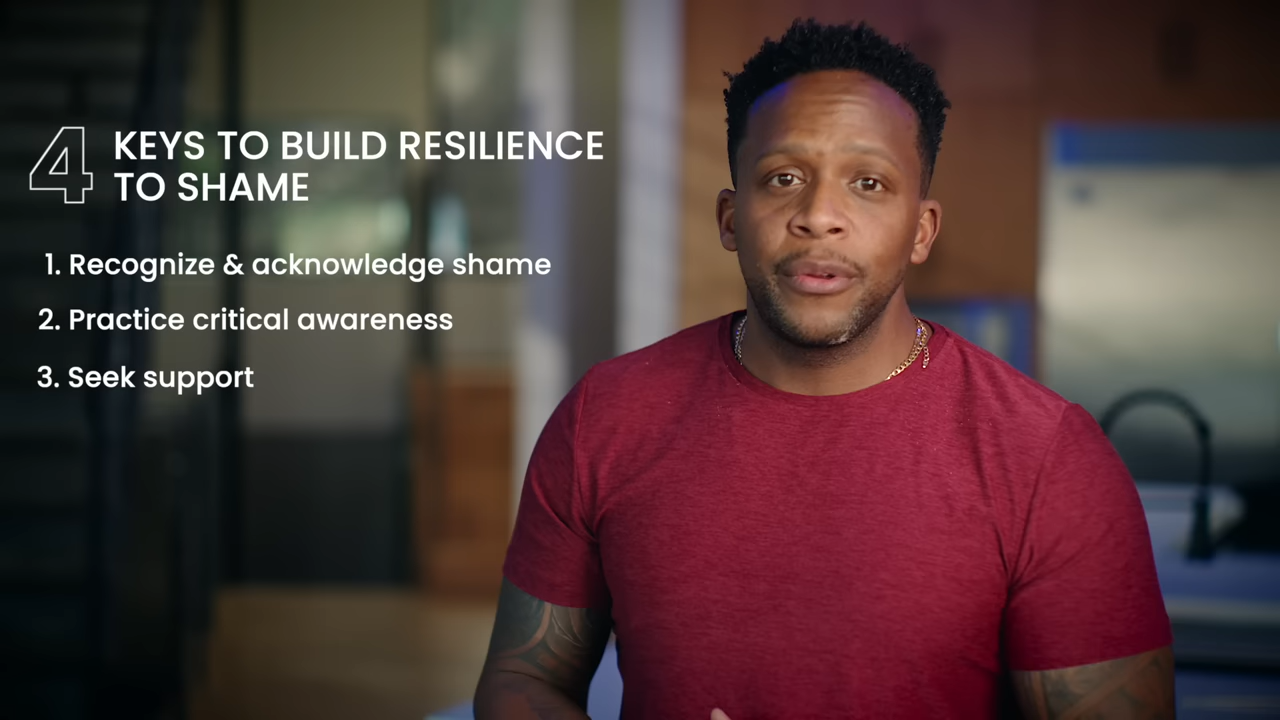 4 KEYS TO BUILD RESILIENCE
TO SHAME
1. Recognize & acknowledge shame
2. Practice critical awareness
3. Seek support